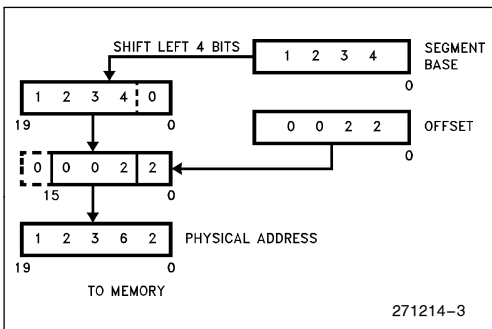 SHIFT LEFT 4 BITS
1 2 3 4
SEGMENT BASE
0
1 2 3 4 0
19 0
0 0 2 2
OFFSET
0
0 0 0 2 2
15 0
1 2 3 6 2
PHYSICAL ADDRESS
19 0
TO MEMORY
271214–3